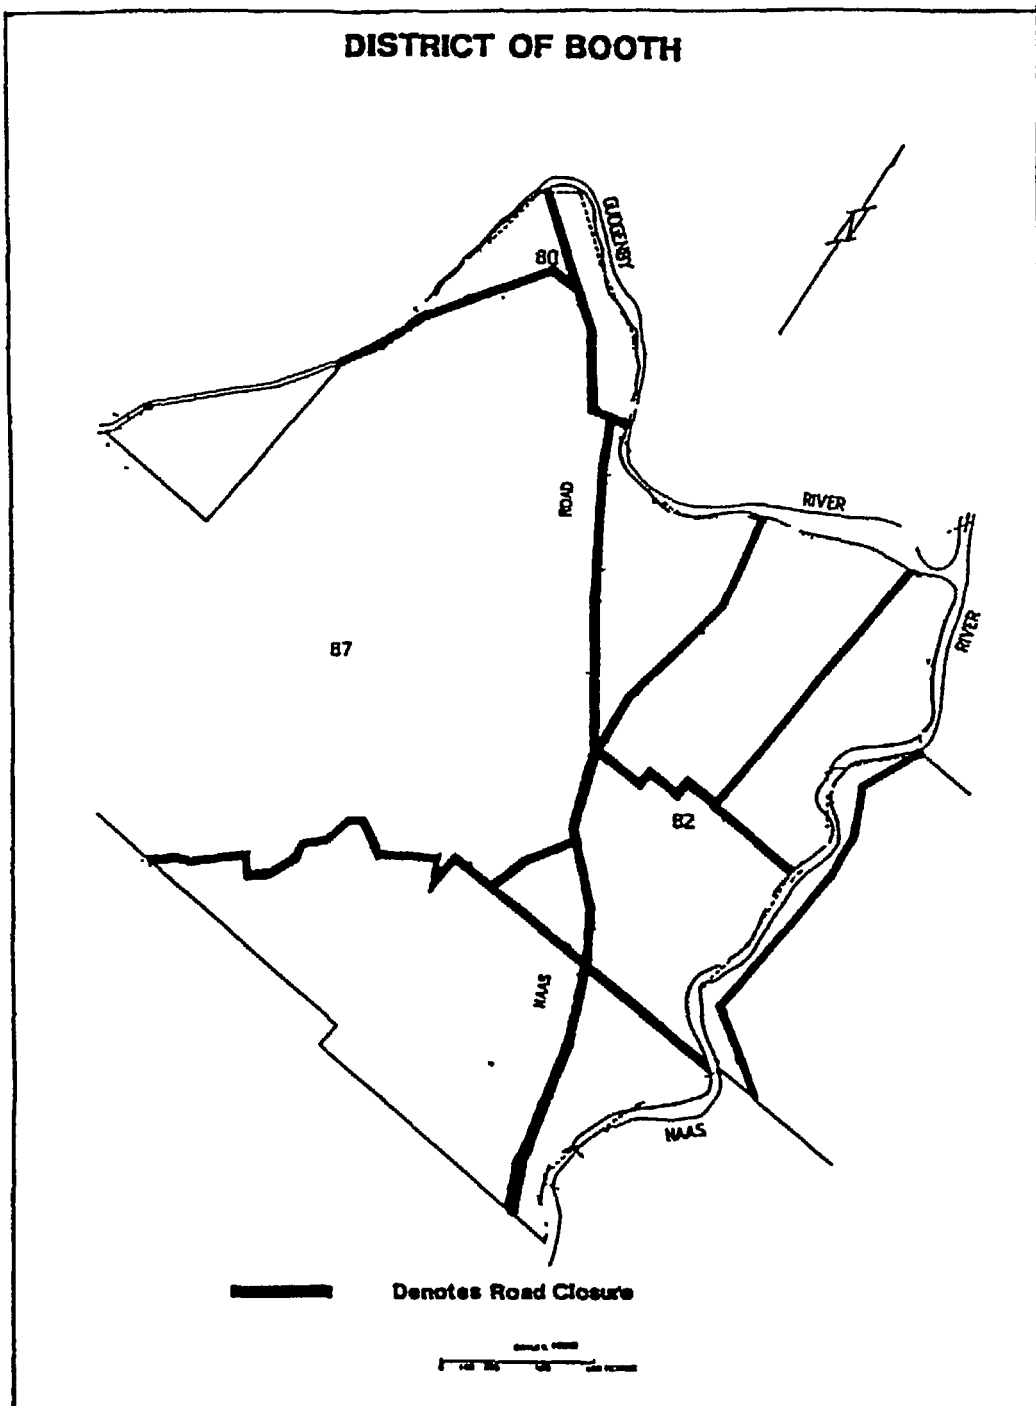 DISTRICT OF BOOTH
GUDGENBY
80
N
ROAD
RIVER
RIVER
87
82
NAAS
NAAS
Denotes Road Closure